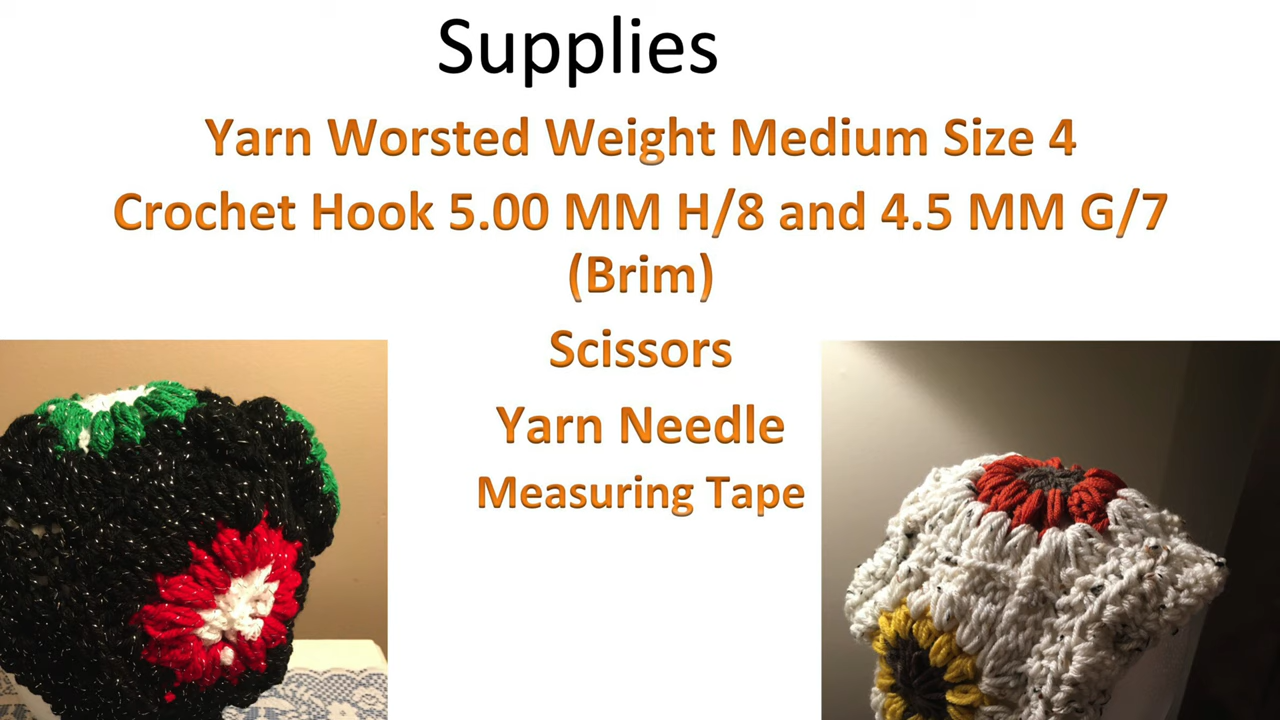 Supplies
Yarn Worsted Weight Medium Size 4
Crochet Hook 5.00 MM H/8 and 4.5 MM G/7
(Brim)
Scissors
Yarn Needle
Measuring Tape